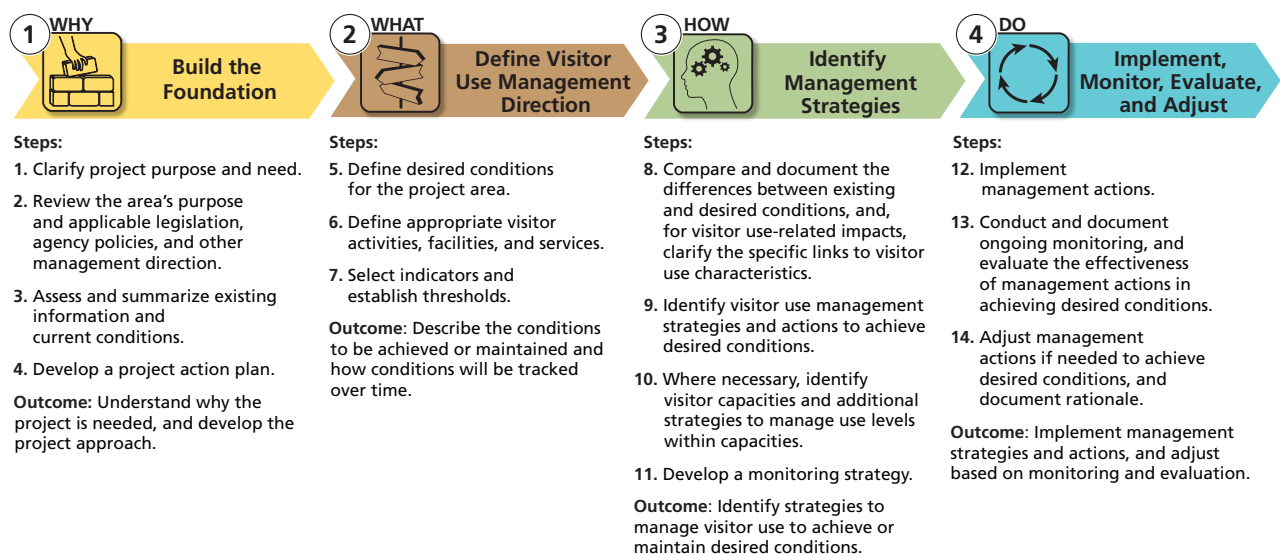 1
WHY
Build the
Foundation
Steps:
1. Clarify project purpose and need.
2. Review the area's purpose
and applicable legislation,
agency policies, and other
management direction.
3. Assess and summarize existing
information and
current conditions.
4. Develop a project action plan.
Outcome: Understand why the
project is needed, and develop the
project approach.
2
WHAT
Define Visitor
Use Management
Direction
Steps:
5. Define desired conditions
for the project area.
6. Define appropriate visitor
activities, facilities, and services.
7. Select indicators and
establish thresholds.
Outcome: Describe the conditions
to be achieved or maintained and
how conditions will be tracked
over time.
3
HOW
Identify
Management
Strategies
Steps:
8. Compare and document the
differences between existing
and desired conditions, and,
for visitor use-related impacts,
clarify the specific links to visitor
use characteristics.
9. Identify visitor use management
strategies and actions to achieve
desired conditions.
10. Where necessary, identify
visitor capacities and additional
strategies to manage use levels
within capacities.
11. Develop a monitoring strategy.
Outcome: Identify strategies to
manage visitor use to achieve or
maintain desired conditions.
4
DO
Implement,
Monitor, Evaluate,
and Adjust
Steps:
12. Implement
management actions.
13. Conduct and document
ongoing monitoring, and
evaluate the effectiveness
of management actions in
achieving desired conditions.
14. Adjust management
actions if needed to achieve
desired conditions, and
document rationale.
Outcome: Implement management
strategies and actions, and adjust
based on monitoring and evaluation.